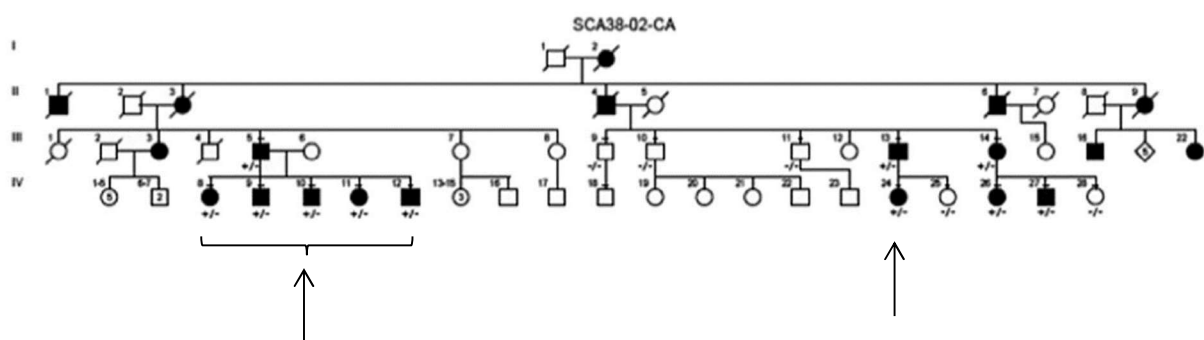 SCA38-02-CA
I 1 2
II 1 2 3 4 5 6 7 8 9
III 1 2 3 4 5 6 7 8 9 10 11 12 13 14 15 16 5 22
+/- -/- -/- -/- +/- +/-
IV 1-5 6-7 8 9 10 11 12 13-15 16 17 18 19 20 21 22 23 24 25 26 27 28
5 2 3
+/- +/- +/- +/- +/- +/- -/- +/- +/- -/-